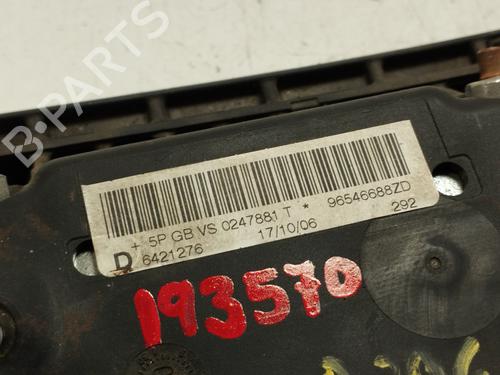 B-PARTS
+ 5P GB VS 0247881 T * 96546688ZD
D 6421276 17/10/06 292
193570